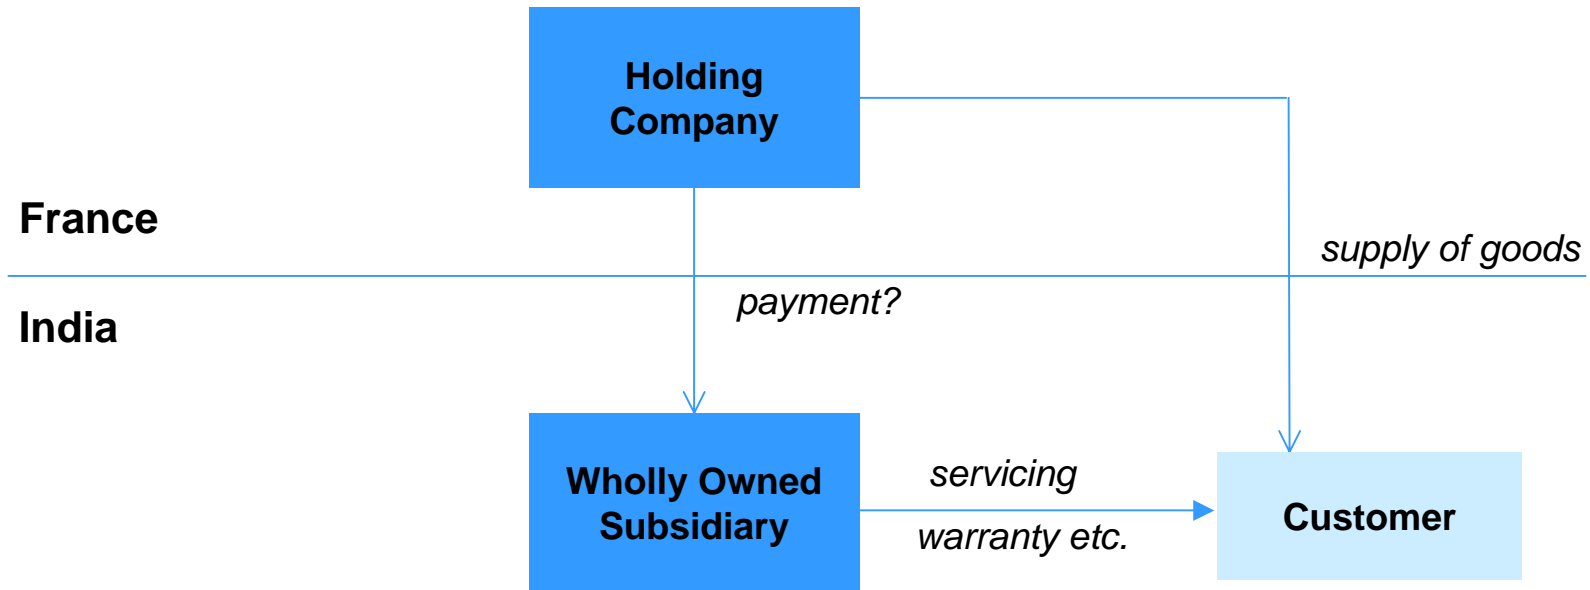 Holding
Company
France
supply of goods
payment?
India
Wholly Owned
Subsidiary
servicing
warranty etc.
Customer